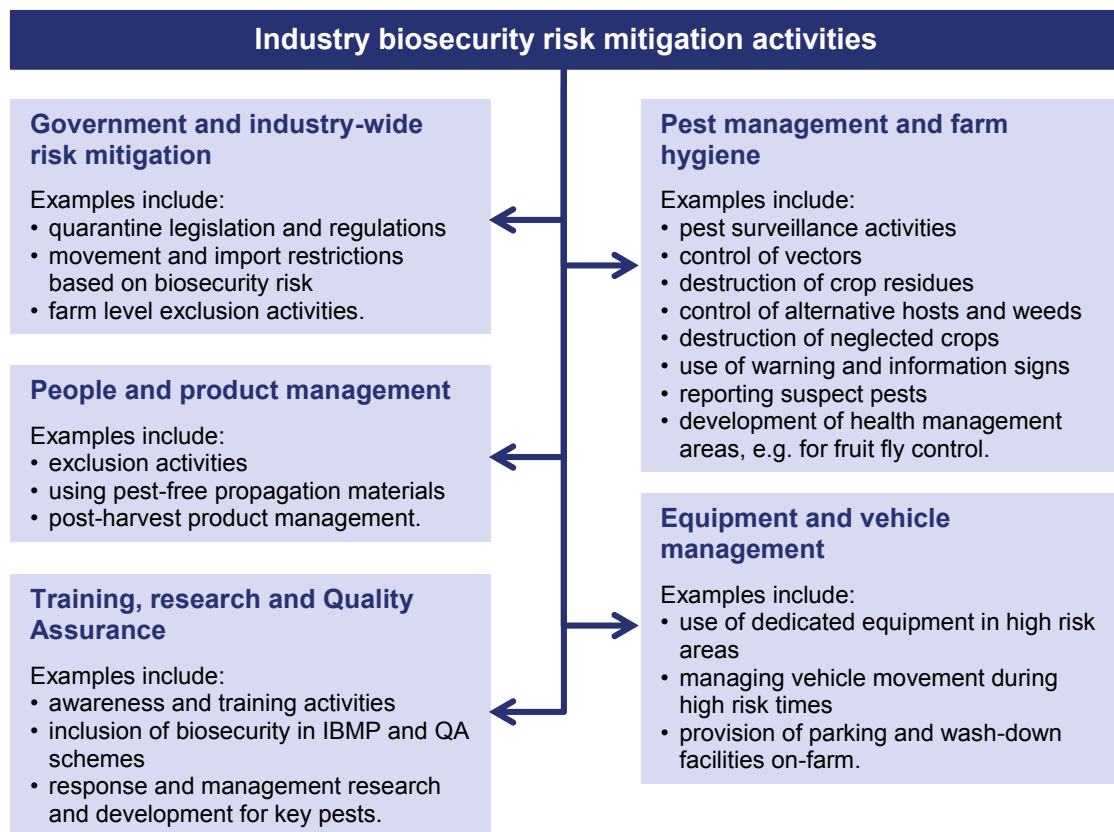 Industry biosecurity risk mitigation activities
Government and industry-wide
risk mitigation
Examples include:
• quarantine legislation and regulations
• movement and import restrictions
based on biosecurity risk
• farm level exclusion activities.
People and product management
Examples include:
• exclusion activities
• using pest-free propagation materials
• post-harvest product management.
Training, research and Quality
Assurance
Examples include:
• awareness and training activities
• inclusion of biosecurity in IBMP and QA
schemes
• response and management research
and development for key pests.
Pest management and farm
hygiene
Examples include:
• pest surveillance activities
• control of vectors
• destruction of crop residues
• control of alternative hosts and weeds
• destruction of neglected crops
• use of warning and information signs
• reporting suspect pests
• development of health management
areas, e.g. for fruit fly control.
Equipment and vehicle
management
Examples include:
• use of dedicated equipment in high risk
areas
• managing vehicle movement during
high risk times
• provision of parking and wash-down
facilities on-farm.